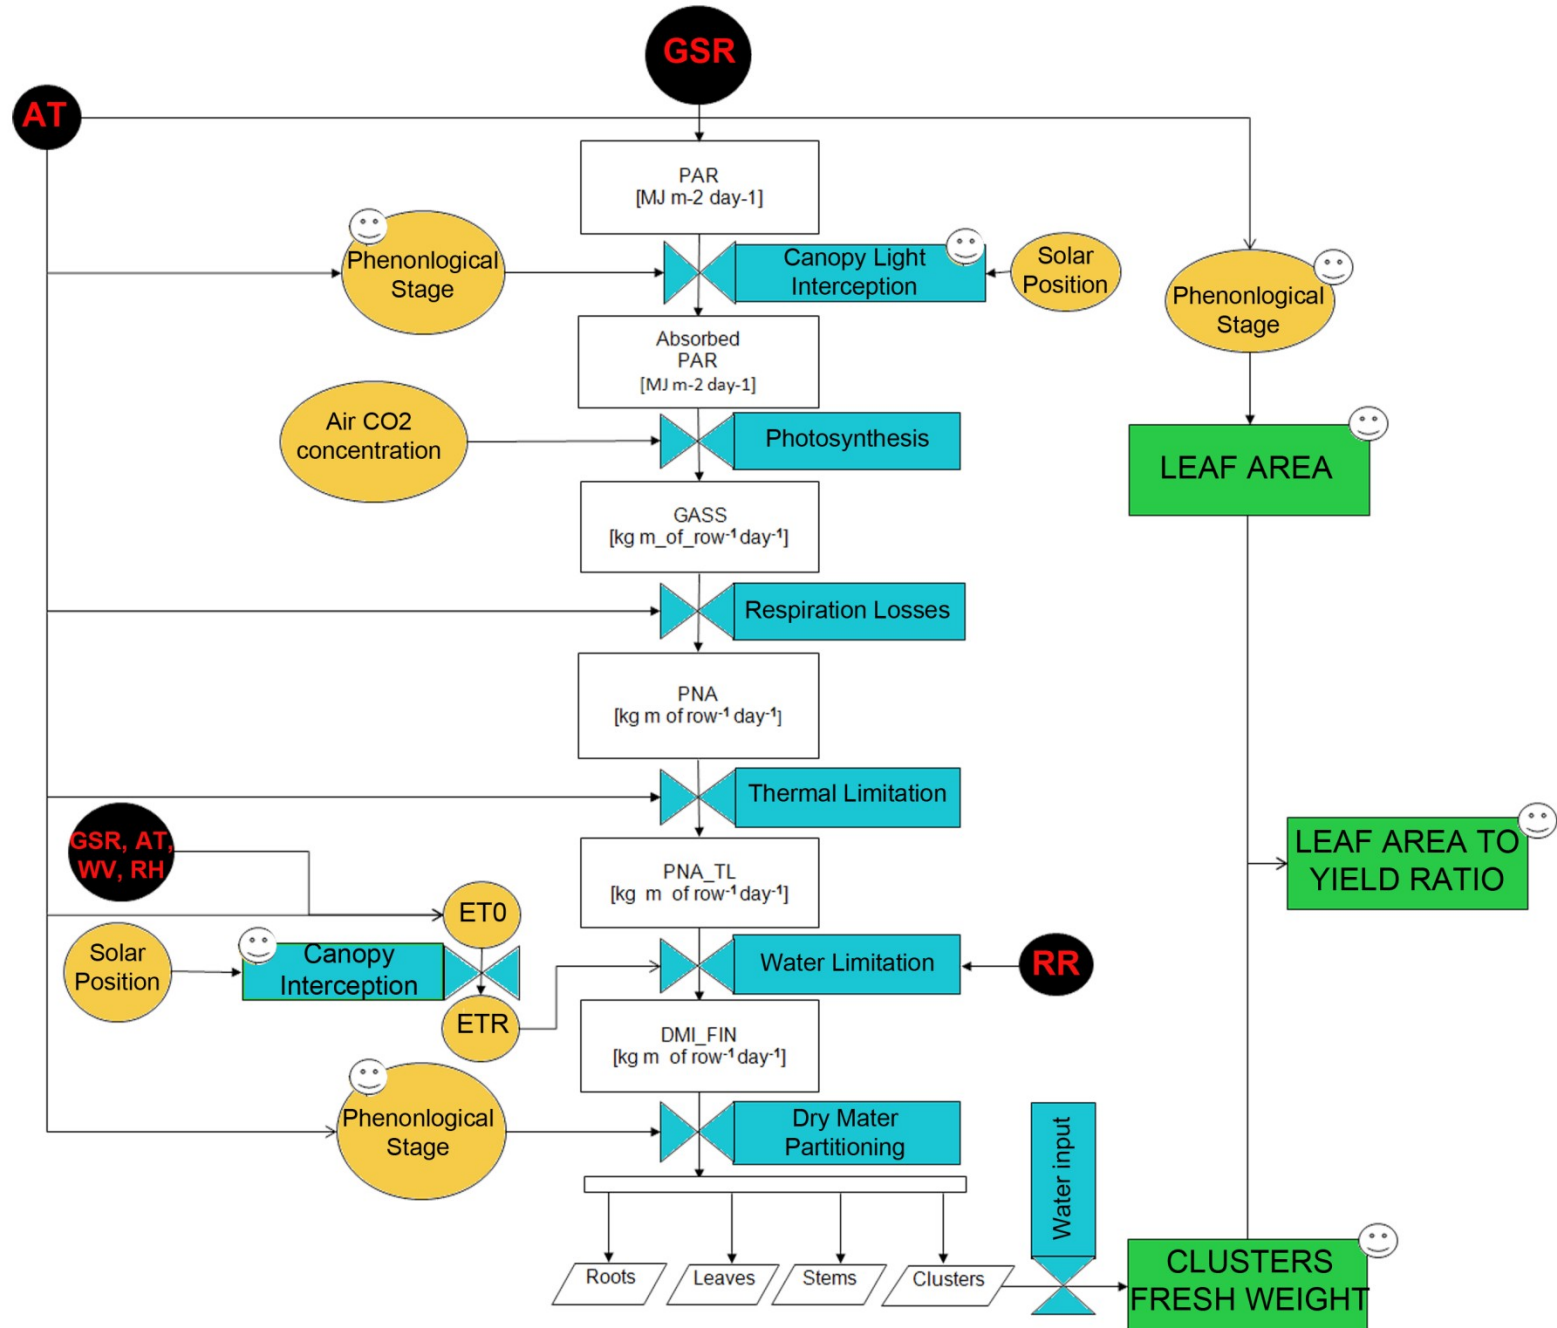 GSR
AT
PAR
[MJ m-2 day-1]
Phenonlogical
Stage
Canopy Light
Interception
Solar
Position
Phenonlogical
Stage
Absorbed
PAR
[MJ m-2 day-1]
Air CO2
concentration
Photosynthesis
LEAF AREA
GASS
[kg m_of_row-1 day-1]
Respiration Losses
PNA
[kg m of row-1 day-1]
Thermal Limitation
GSR, AT,
WV, RH
LEAF AREA TO
YIELD RATIO
PNA_TL
[kg m of row-1 day-1]
ET0
Solar
Position
Canopy
Interception
Water Limitation
RR
ETR
DMI_FIN
[kg m of row-1 day-1]
Phenonlogical
Stage
Dry Mater
Partitioning
Water input
Roots
Leaves
Stems
Clusters
CLUSTERS
FRESH WEIGHT